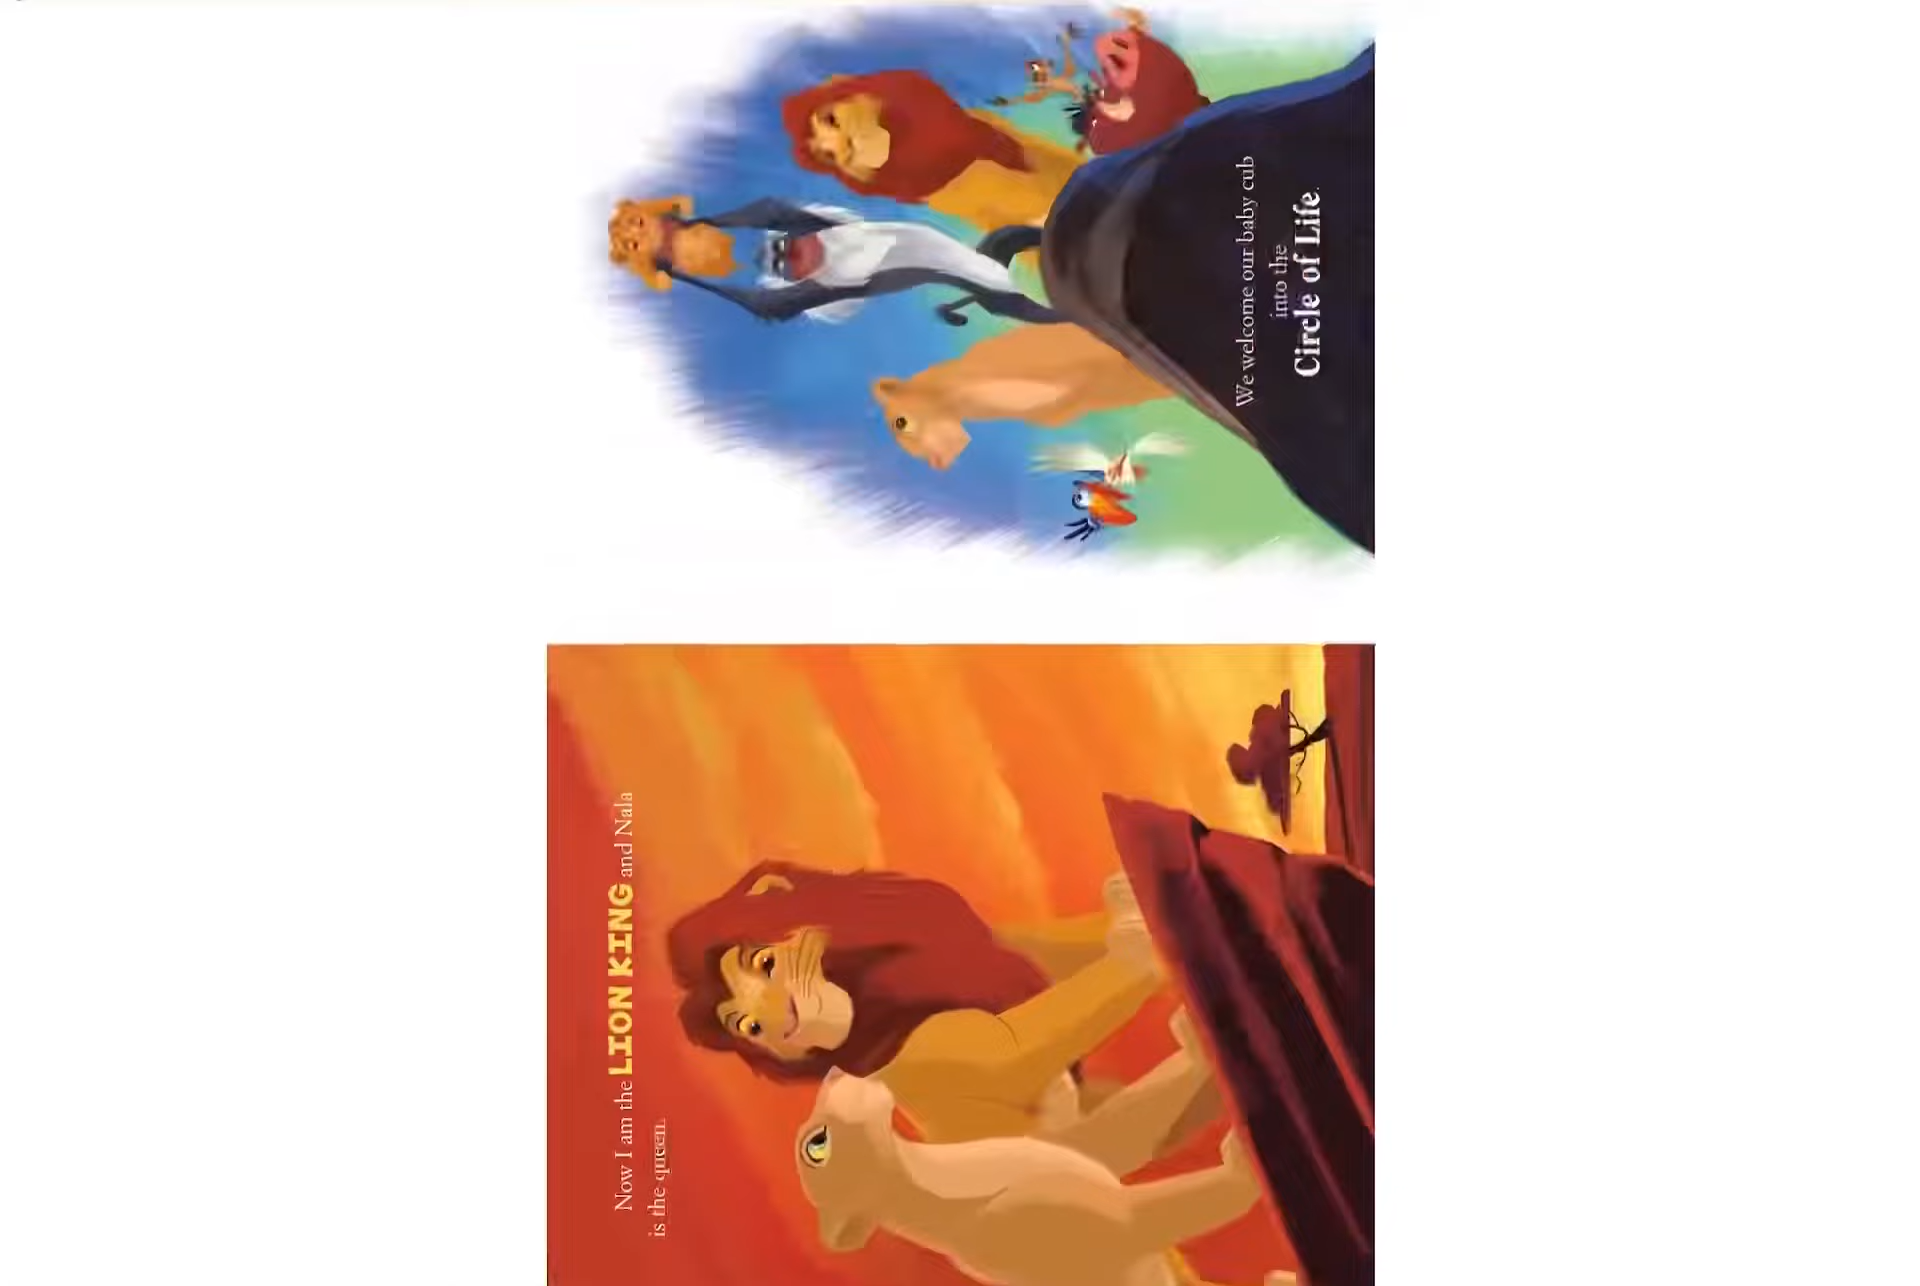 Now I am the LION KING and Nala
is the queen.
We welcome our baby cub
into the
Circle of Life.